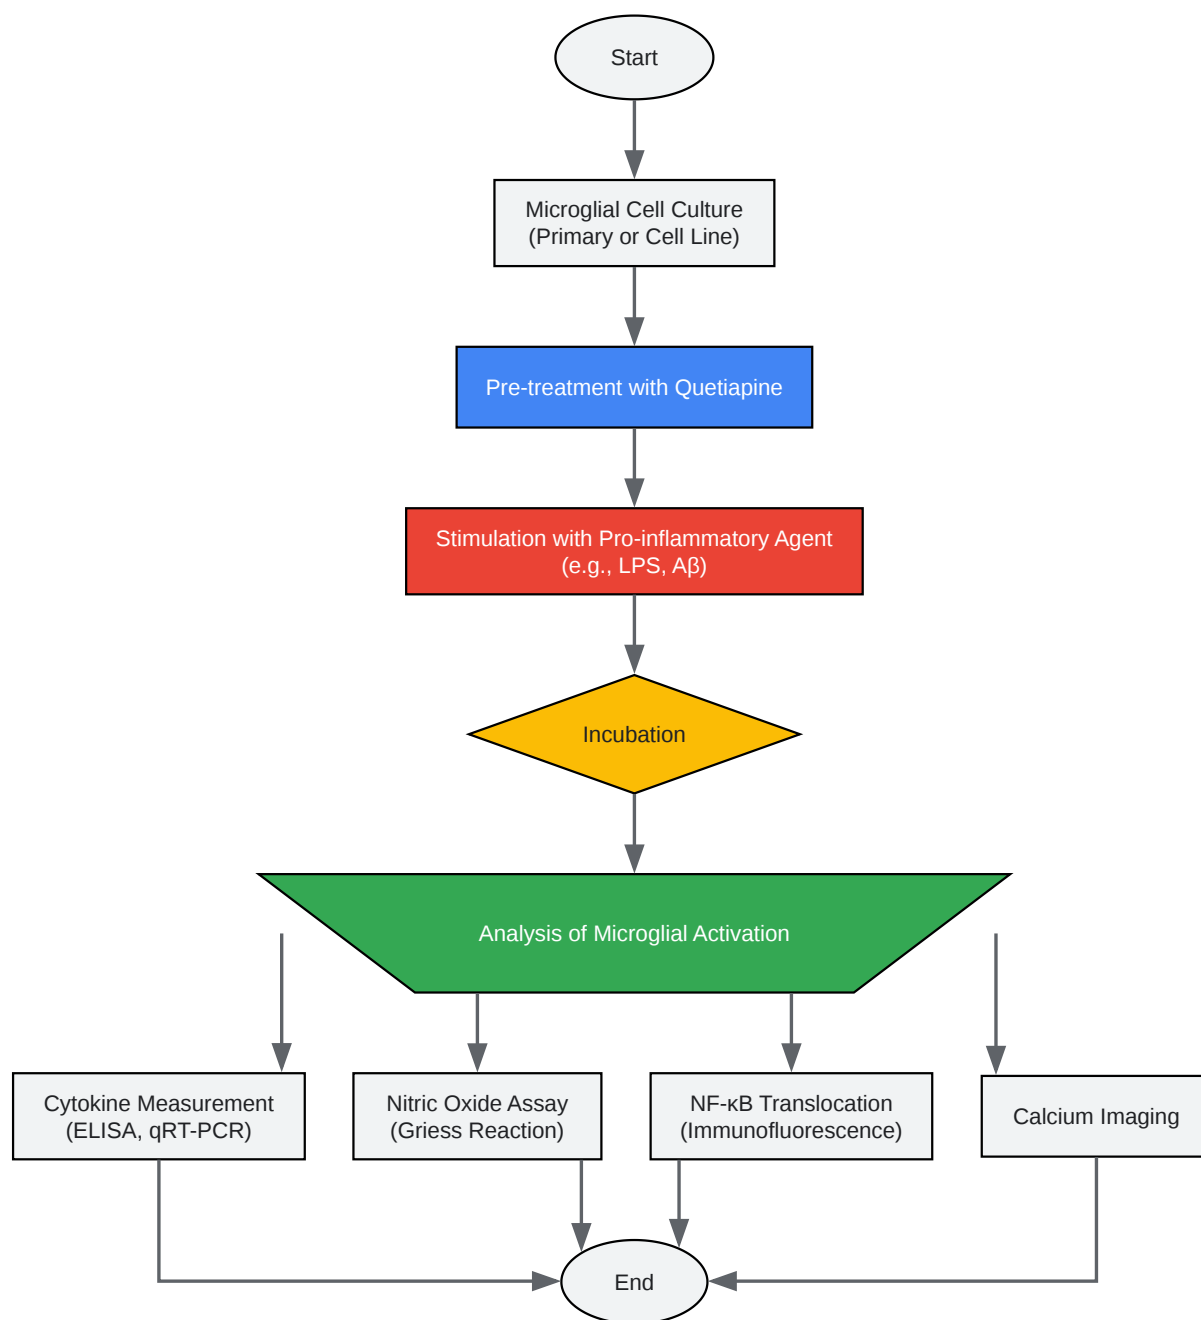 Start
Microglial Cell Culture
(Primary or Cell Line)
Pre-treatment with Quetiapine
Stimulation with Pro-inflammatory Agent
(e.g., LPS, Aβ)
Incubation
Analysis of Microglial Activation
Cytokine Measurement
(ELISA, qRT-PCR)
Nitric Oxide Assay
(Griess Reaction)
NF-κB Translocation
(Immunofluorescence)
Calcium Imaging
End